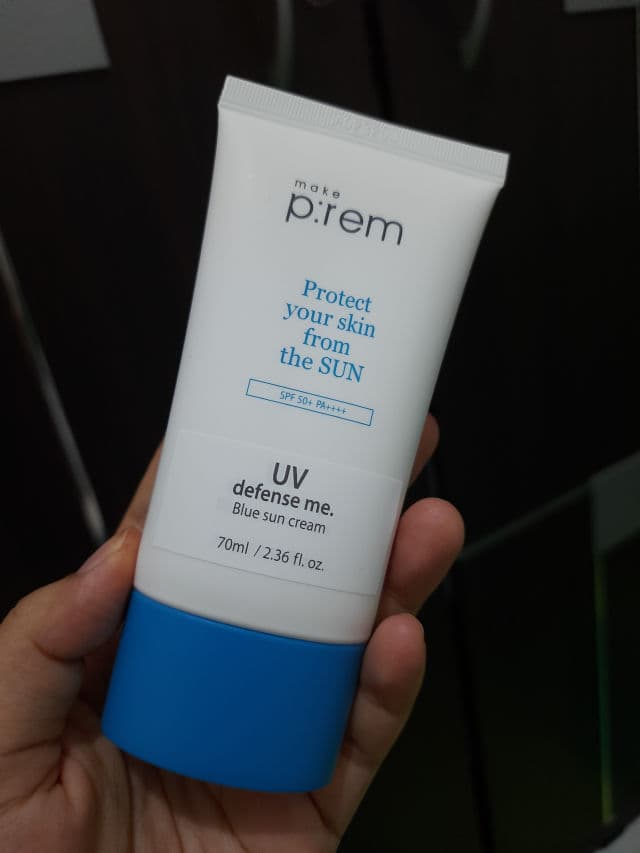 make
p:rem
Protect
your skin
from
the SUN
SPF 50+ PA++++
UV
defense me.
Blue sun cream
70ml / 2.36 fl. oz.